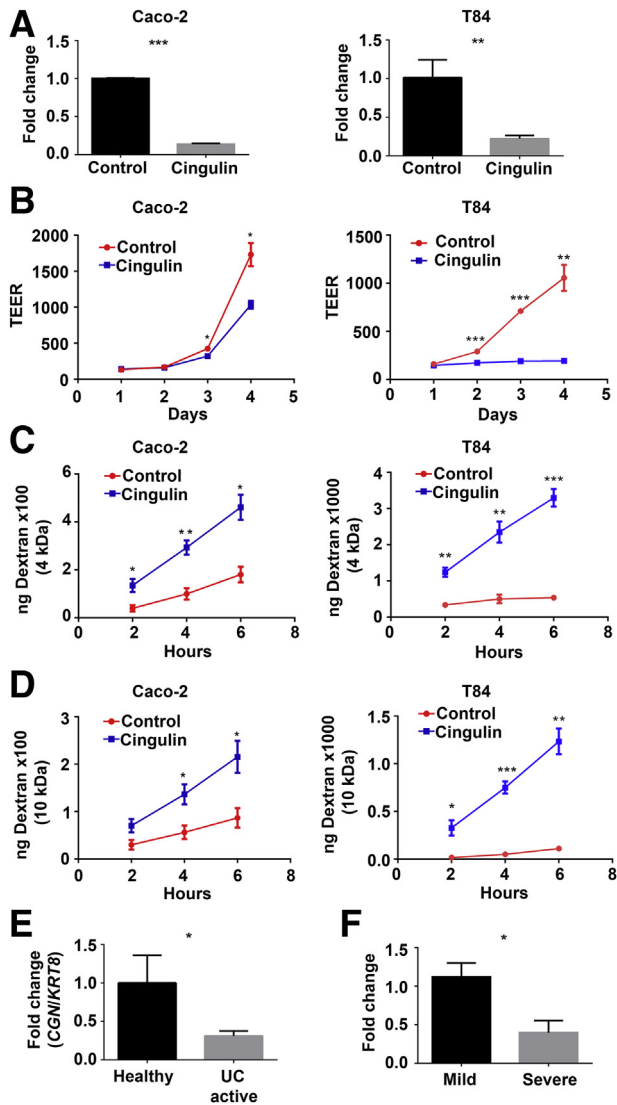 A
Caco-2
T84
Fold change
1.5
1.0
0.5
0.0
***
Control
Cingulin
Fold change
1.5
1.0
0.5
0.0
**
Control
Cingulin
B
Caco-2
T84
TEER
2000
1500
1000
500
0
Control
Cingulin
*
*
0 1 2 3 4 5
Days
TEER
1500
1000
500
0
Control
Cingulin
***
***
**
0 1 2 3 4 5
Days
C
Caco-2
T84
ng Dextran x100
(4 kDa)
6
4
2
0
Control
Cingulin
*
**
*
0 2 4 6 8
Hours
ng Dextran x1000
(4 kDa)
4
3
2
1
0
Control
Cingulin
**
**
***
0 2 4 6 8
Hours
D
Caco-2
T84
ng Dextran x100
(10 kDa)
3
2
1
0
Control
Cingulin
*
*
0 2 4 6 8
Hours
ng Dextran x1000
(10 kDa)
1.5
1.0
0.5
0.0
Control
Cingulin
*
***
**
0 2 4 6 8
Hours
E
Fold change
(CGN/KRT8)
1.5
1.0
0.5
0.0
*
Healthy
UC
active
F
Fold change
1.5
1.0
0.5
0.0
*
Mild
Severe